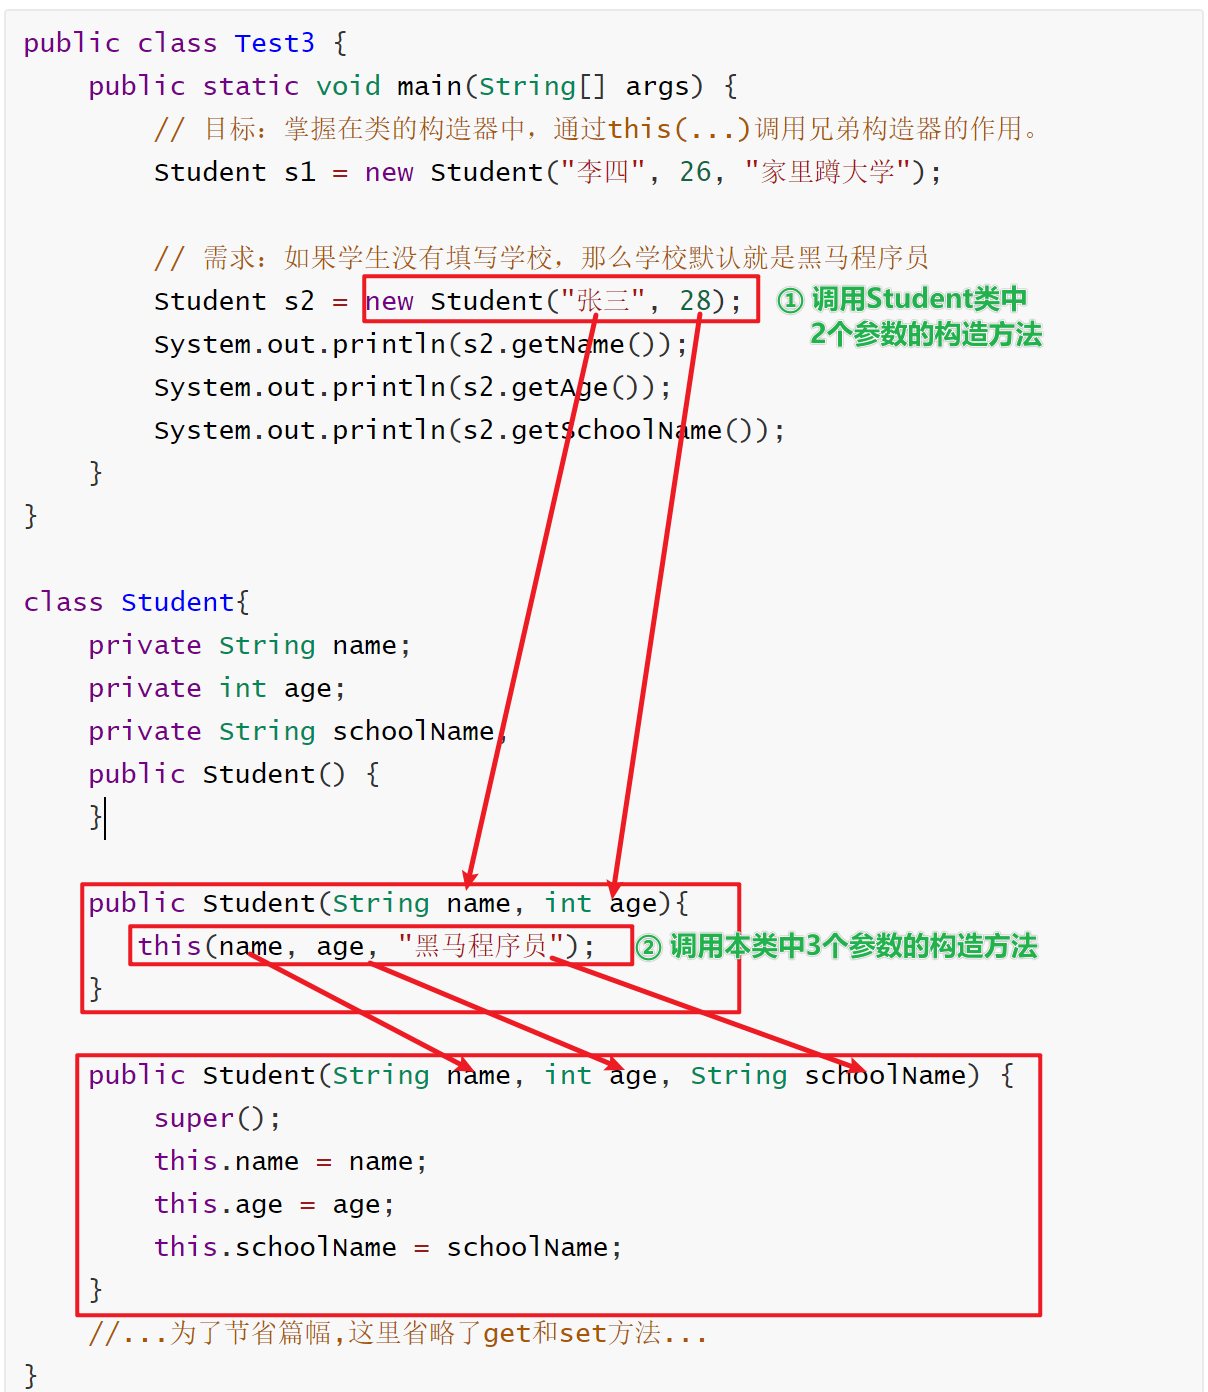 public class Test3 {
public static void main(String[] args) {
// 目标：掌握在类的构造器中，通过this(...)调用兄弟构造器的作用。
Student s1 = new Student("李四", 26, "家里蹲大学");
// 需求：如果学生没有填写学校，那么学校默认就是黑马程序员
Student s2 = new Student("张三", 28);
① 调用Student类中
2个参数的构造方法
System.out.println(s2.getName());
System.out.println(s2.getAge());
System.out.println(s2.getSchoolName());
}
}
class Student{
private String name;
private int age;
private String schoolName;
public Student() {
}
public Student(String name, int age){
this(name, age, "黑马程序员");
② 调用本类中3个参数的构造方法
}
public Student(String name, int age, String schoolName) {
super();
this.name = name;
this.age = age;
this.schoolName = schoolName;
}
//...为了节省篇幅,这里省略了get和set方法...
}